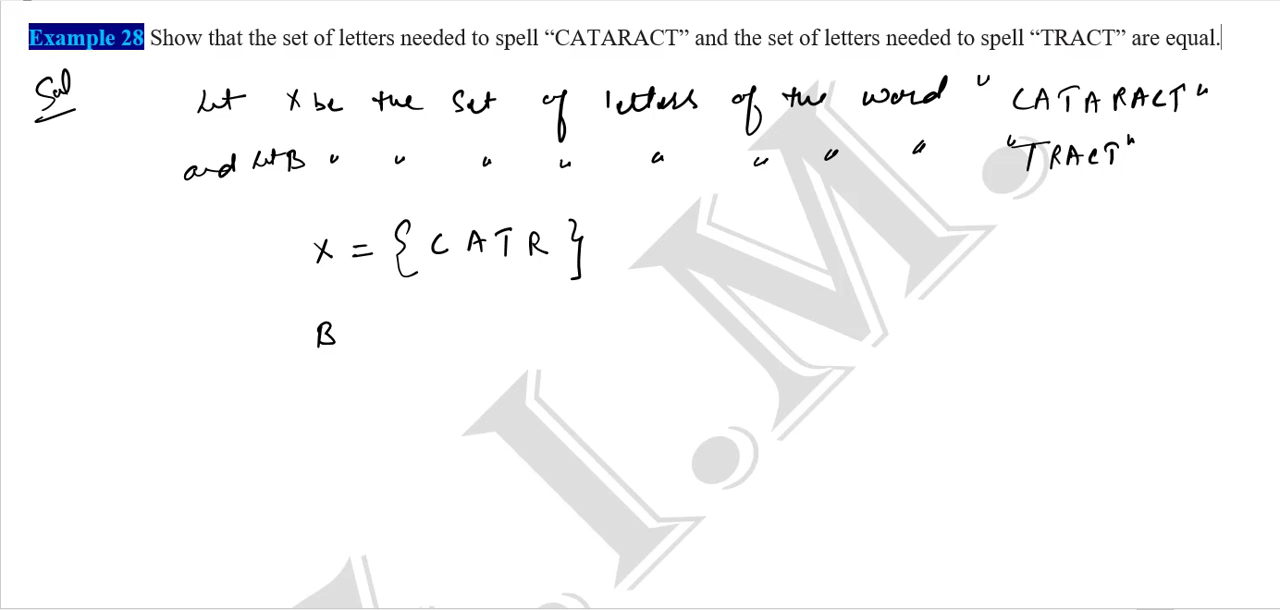 Example 28 Show that the set of letters needed to spell “CATARACT” and the set of letters needed to spell “TRACT” are equal.
Sol
Let X be the set of letters of the word "CATARACT"
and Let B " " " " " " " " "TRACT"
X = { C A T R }
B
I.M.